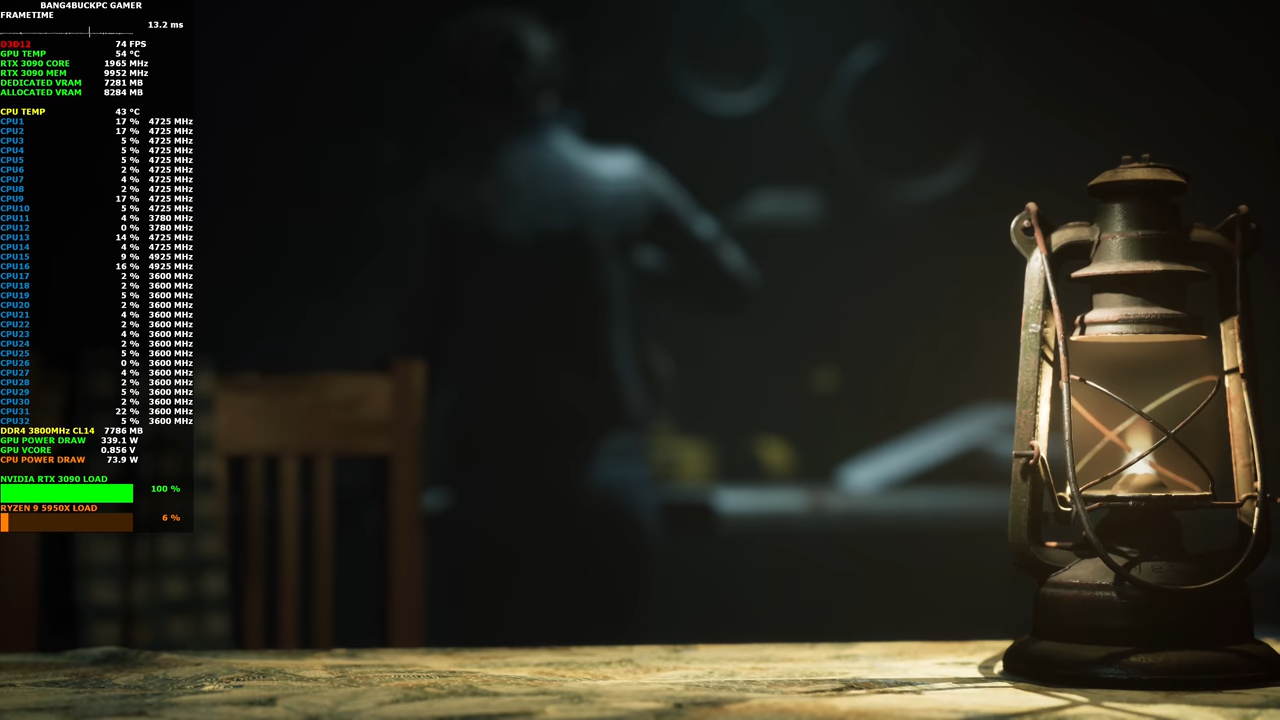 BANG4BUCKPC GAMER
FRAMETIME
13.2 ms
D3D12 74 FPS
GPU TEMP 54 °C
RTX 3090 CORE 1965 MHz
RTX 3090 MEM 9952 MHz
DEDICATED VRAM 7281 MB
ALLOCATED VRAM 8284 MB
CPU TEMP 43 °C
CPU1 17 % 4725 MHz
CPU2 17 % 4725 MHz
CPU3 5 % 4725 MHz
CPU4 5 % 4725 MHz
CPU5 5 % 4725 MHz
CPU6 2 % 4725 MHz
CPU7 4 % 4725 MHz
CPU8 2 % 4725 MHz
CPU9 17 % 4725 MHz
CPU10 5 % 4725 MHz
CPU11 4 % 3780 MHz
CPU12 0 % 3780 MHz
CPU13 14 % 4725 MHz
CPU14 4 % 4725 MHz
CPU15 9 % 4925 MHz
CPU16 16 % 4925 MHz
CPU17 2 % 3600 MHz
CPU18 2 % 3600 MHz
CPU19 5 % 3600 MHz
CPU20 2 % 3600 MHz
CPU21 4 % 3600 MHz
CPU22 2 % 3600 MHz
CPU23 4 % 3600 MHz
CPU24 2 % 3600 MHz
CPU25 5 % 3600 MHz
CPU26 0 % 3600 MHz
CPU27 4 % 3600 MHz
CPU28 2 % 3600 MHz
CPU29 5 % 3600 MHz
CPU30 2 % 3600 MHz
CPU31 22 % 3600 MHz
CPU32 5 % 3600 MHz
DDR4 3800MHz CL14 7786 MB
GPU POWER DRAW 339.1 W
GPU VCORE 0.856 V
CPU POWER DRAW 73.9 W
NVIDIA RTX 3090 LOAD
100 %
RYZEN 9 5950X LOAD
6 %